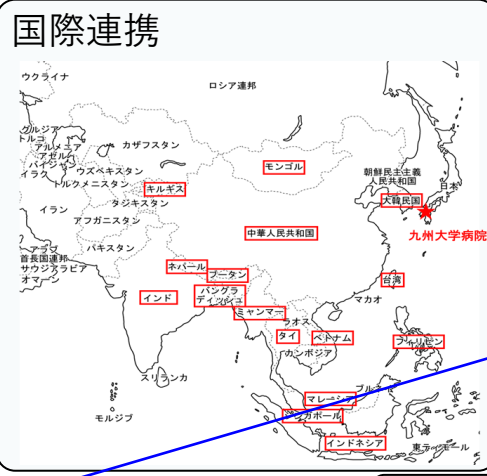 国際連携
ウクライナ
ロシア連邦
グルジア
トルコ
アルメニア
アゼル
バイジャン
イラク
カザフスタン
ウズベキスタン
トルクメニスタン
キルギス
タジキスタン
モンゴル
朝鮮民主主義
人民共和国
日本
大韓民国
九州大学病院
イラン
アフガニスタン
中華人民共和国
パキスタン
アラブ
首長国連邦
サウジアラビア
オマーン
ネパール
ブータン
インド
バングラ
ディッシュ
ミャンマー
台湾
マカオ
ラオス
タイ
ベトナム
カンボジア
フィリピン
スリランカ
モルジブ
ブルネイ
マレーシア
シンガポール
インドネシア
東ティモール